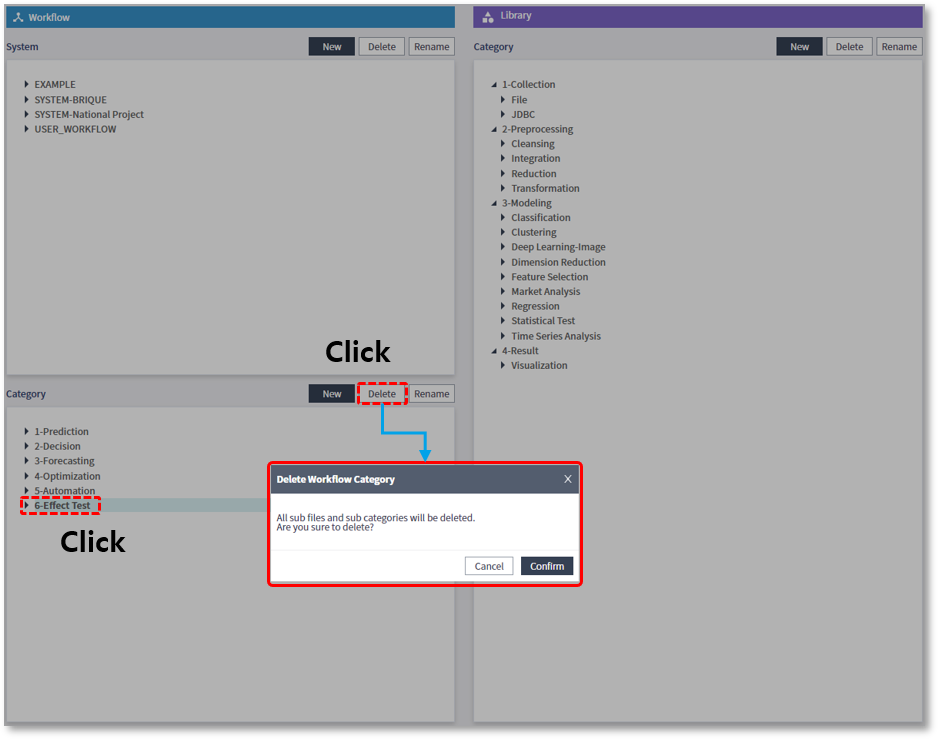 Workflow
System
New
Delete
Rename
EXAMPLE
SYSTEM-BRIQUE
SYSTEM-National Project
USER_WORKFLOW
Click
Category
New
Delete
Rename
1-Prediction
2-Decision
3-Forecasting
4-Optimization
5-Automation
6-Effect Test
Click
Library
Category
New
Delete
Rename
1-Collection
File
JDBC
2-Preprocessing
Cleansing
Integration
Reduction
Transformation
3-Modeling
Classification
Clustering
Deep Learning-Image
Dimension Reduction
Feature Selection
Market Analysis
Regression
Statistical Test
Time Series Analysis
4-Result
Visualization
Delete Workflow Category
X
All sub files and sub categories will be deleted.
Are you sure to delete?
Cancel
Confirm